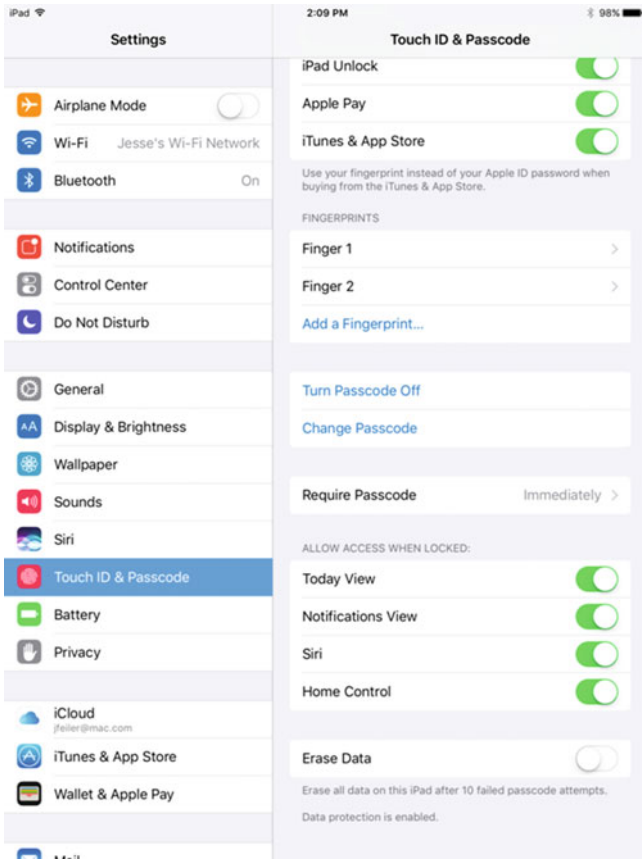 iPad
2:09 PM
98%
Settings
Airplane Mode
Wi-Fi Jesse's Wi-Fi Network
Bluetooth On
Notifications
Control Center
Do Not Disturb
General
AA Display & Brightness
Wallpaper
Sounds
Siri
Touch ID & Passcode
Battery
Privacy
iCloud
jfeiler@mac.com
iTunes & App Store
Wallet & Apple Pay
Mail
Touch ID & Passcode
iPad Unlock
Apple Pay
iTunes & App Store
Use your fingerprint instead of your Apple ID password when
buying from the iTunes & App Store.
FINGERPRINTS
Finger 1
Finger 2
Add a Fingerprint...
Turn Passcode Off
Change Passcode
Require Passcode Immediately
ALLOW ACCESS WHEN LOCKED:
Today View
Notifications View
Siri
Home Control
Erase Data
Erase all data on this iPad after 10 failed passcode attempts.
Data protection is enabled.